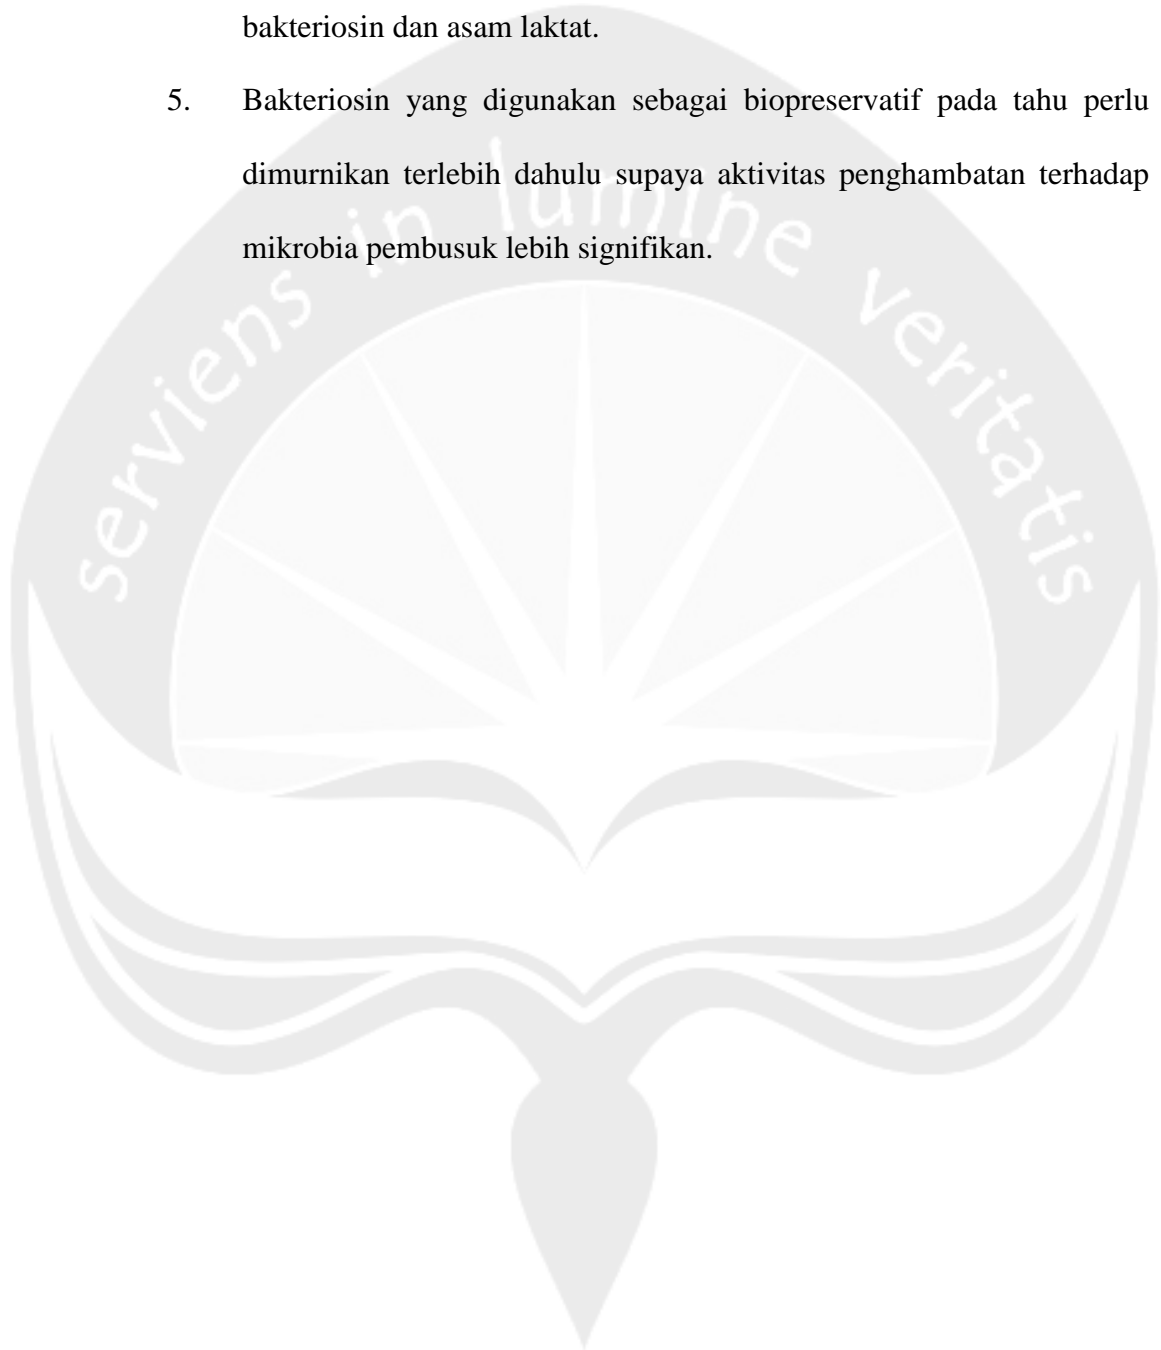 bakteriosin dan asam laktat.
5. Bakteriosin yang digunakan sebagai biopreservatif pada tahu perlu
dimurnikan terlebih dahulu supaya aktivitas penghambatan terhadap
mikrobia pembusuk lebih signifikan.
serviens in lumine veritatis